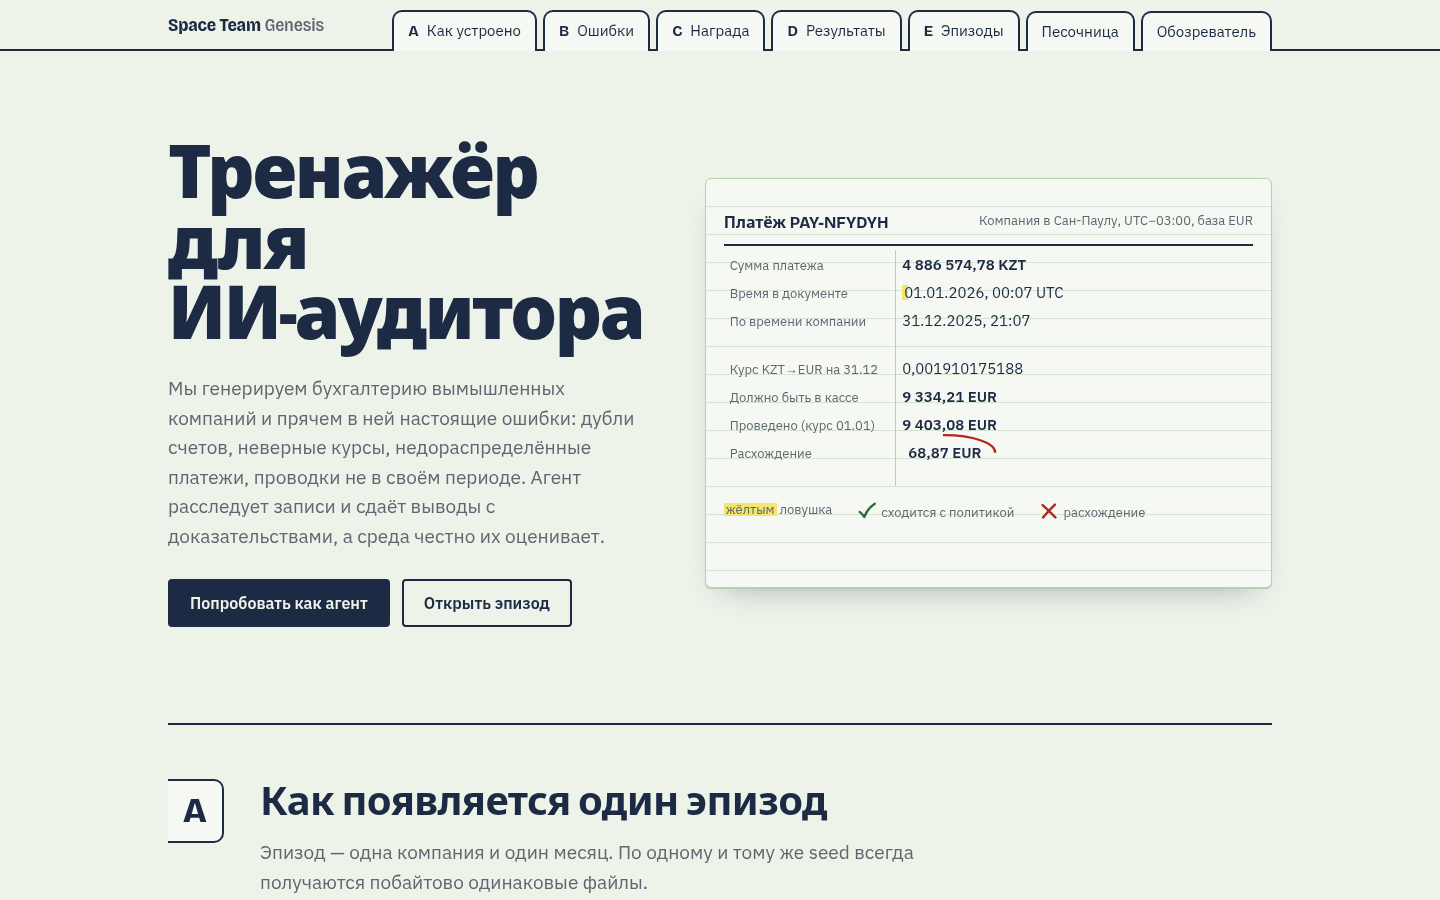 Space Team Genesis
A Как устроено
B Ошибки
C Награда
D Результаты
E Эпизоды
Песочница
Обозреватель
Тренажёр
для
ИИ-аудитора
Мы генерируем бухгалтерию вымышленных
компаний и прячем в ней настоящие ошибки: дубли
счетов, неверные курсы, недораспределённые
платежи, проводки не в своём периоде. Агент
расследует записи и сдаёт выводы с
доказательствами, а среда честно их оценивает.
Попробовать как агент
Открыть эпизод
Платёж PAY-NFYDYH
Компания в Сан-Паулу, UTC−03:00, база EUR
Сумма платежа 4 886 574,78 KZT
Время в документе 01.01.2026, 00:07 UTC
По времени компании 31.12.2025, 21:07
Курс KZT→EUR на 31.12 0,001910175188
Должно быть в кассе 9 334,21 EUR
Проведено (курс 01.01) 9 403,08 EUR
Расхождение 68,87 EUR
жёлтым ловушка
сходится с политикой
расхождение
A
Как появляется один эпизод
Эпизод — одна компания и один месяц. По одному и тому же seed всегда
получаются побайтово одинаковые файлы.